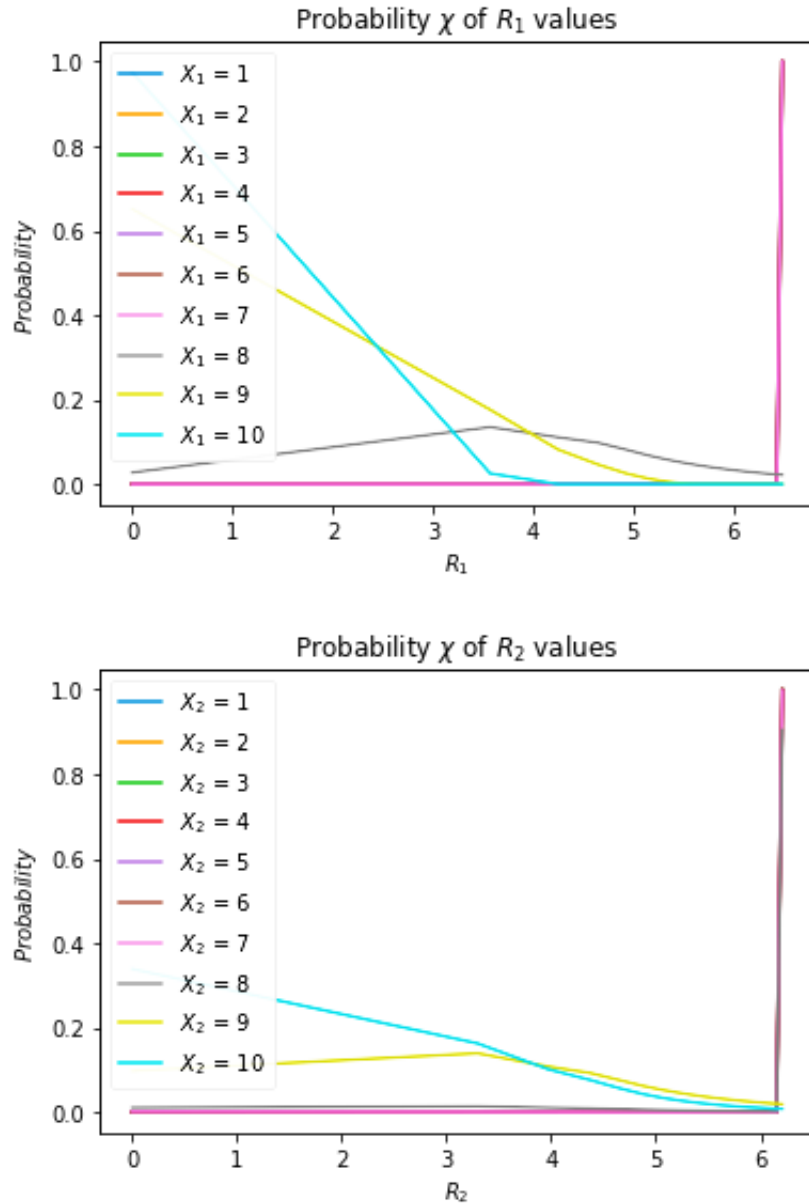 Probability χ of R₁ values
1.0
0.8
0.6
0.4
0.2
0.0
Probability
X₁ = 1
X₁ = 2
X₁ = 3
X₁ = 4
X₁ = 5
X₁ = 6
X₁ = 7
X₁ = 8
X₁ = 9
X₁ = 10
0 1 2 3 4 5 6
R₁
Probability χ of R₂ values
1.0
0.8
0.6
0.4
0.2
0.0
Probability
X₂ = 1
X₂ = 2
X₂ = 3
X₂ = 4
X₂ = 5
X₂ = 6
X₂ = 7
X₂ = 8
X₂ = 9
X₂ = 10
0 1 2 3 4 5 6
R₂